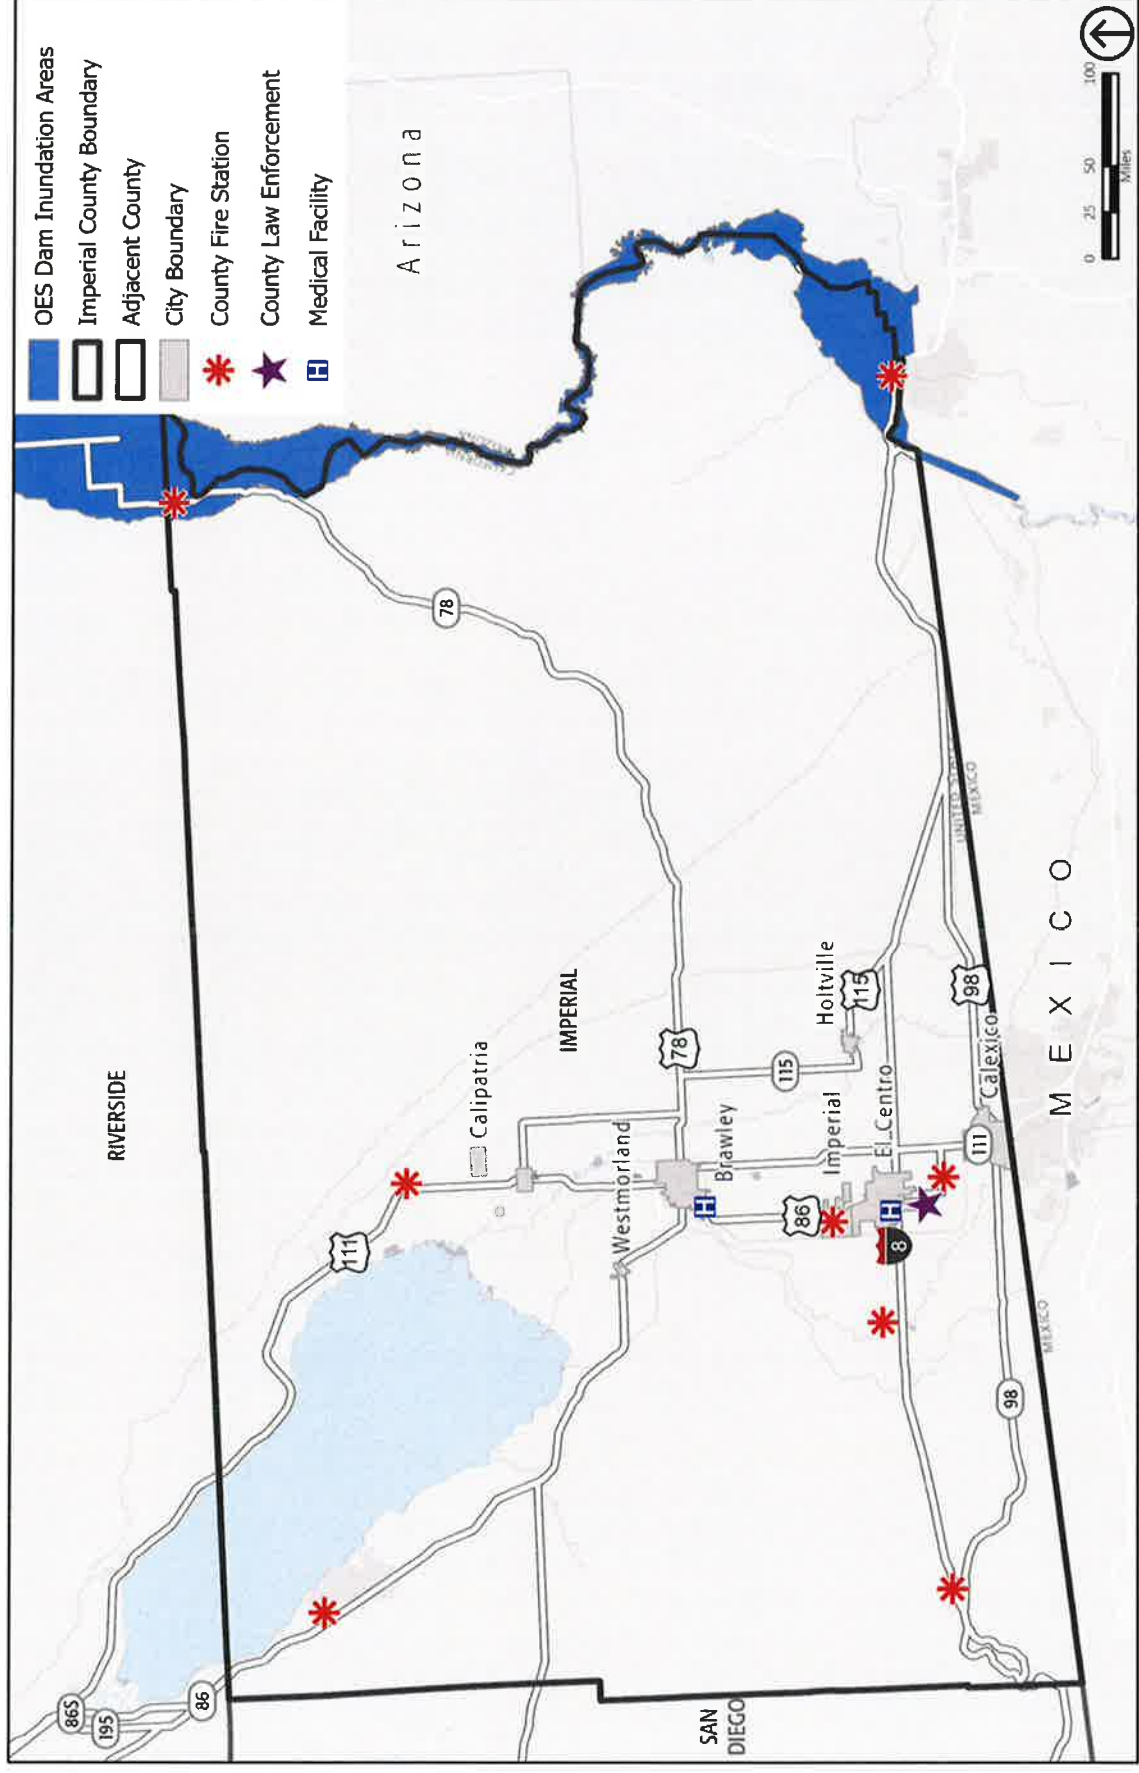 OES Dam Inundation Areas
Imperial County Boundary
Adjacent County
City Boundary
County Fire Station
County Law Enforcement
H Medical Facility
Arizona
RIVERSIDE
86S
195
86
111
78
CALIFORNIA
ARIZONA
Calipatria
IMPERIAL
Westmorland
78
Brawley
H
115
Holtville
115
Imperial
86
El Centro
H
8
111
Calexico
98
98
UNITED STATES
MEXICO
MEXICO
MEXICO
SAN
DIEGO
0 25 50 100
Miles